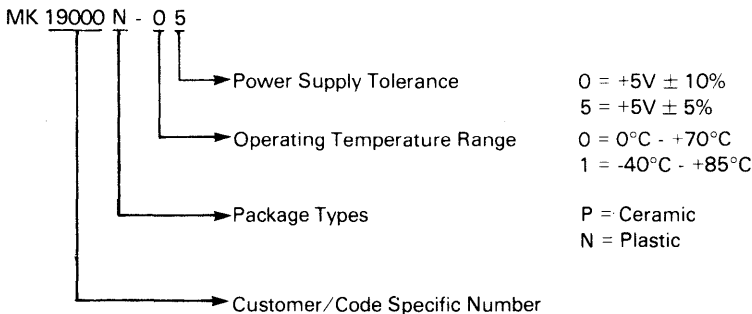 MK 19000 N - 0 5
Power Supply Tolerance 0 = +5V ± 10%
5 = +5V ± 5%
Operating Temperature Range 0 = 0°C - +70°C
1 = -40°C - +85°C
Package Types P = Ceramic
N = Plastic
Customer/Code Specific Number